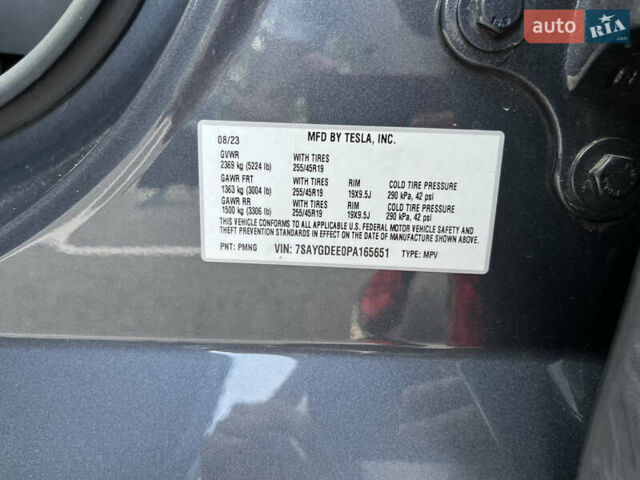 auto RIA .com
08/23 MFD BY TESLA, INC.
GVWR WITH TIRES
2369 kg (5224 lb) 255/45R19
GAWR FRT WITH TIRES RIM COLD TIRE PRESSURE
1363 kg (3004 lb) 255/45R19 19X9.5J 290 kPa, 42 psi
GAWR RR WITH TIRES RIM COLD TIRE PRESSURE
1500 kg (3306 lb) 255/45R19 19X9.5J 290 kPa, 42 psi
THIS VEHICLE CONFORMS TO ALL APPLICABLE U.S. FEDERAL MOTOR VEHICLE SAFETY AND
THEFT PREVENTION STANDARDS IN EFFECT ON THE DATE OF MANUFACTURE SHOWN ABOVE.
PNT: PMNG VIN: 7SAYGDEE0PA165651 TYPE: MPV